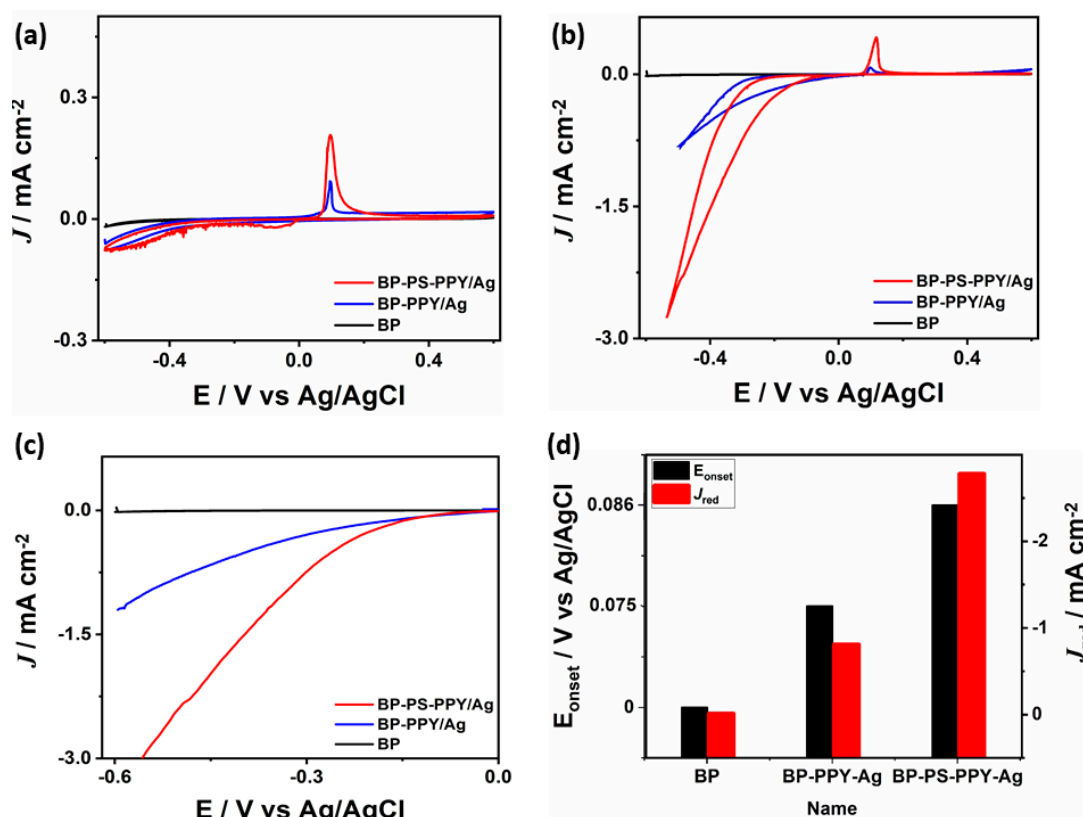 (a)
J / mA cm-2
0.3
0.0
-0.3
-0.4
0.0
0.4
E / V vs Ag/AgCl
BP-PS-PPY/Ag
BP-PPY/Ag
BP
(b)
J / mA cm-2
0.0
-1.5
-3.0
-0.4
0.0
0.4
E / V vs Ag/AgCl
BP-PS-PPY/Ag
BP-PPY/Ag
BP
(c)
J / mA cm-2
0.0
-1.5
-3.0
-0.6
-0.3
0.0
E / V vs Ag/AgCl
BP-PS-PPY/Ag
BP-PPY/Ag
BP
(d)
Eonset / V vs Ag/AgCl
0.086
0.075
0
Eonset
Jred
-2
-1
0
Jred / mA cm-2
BP
BP-PPY-Ag
BP-PS-PPY-Ag
Name